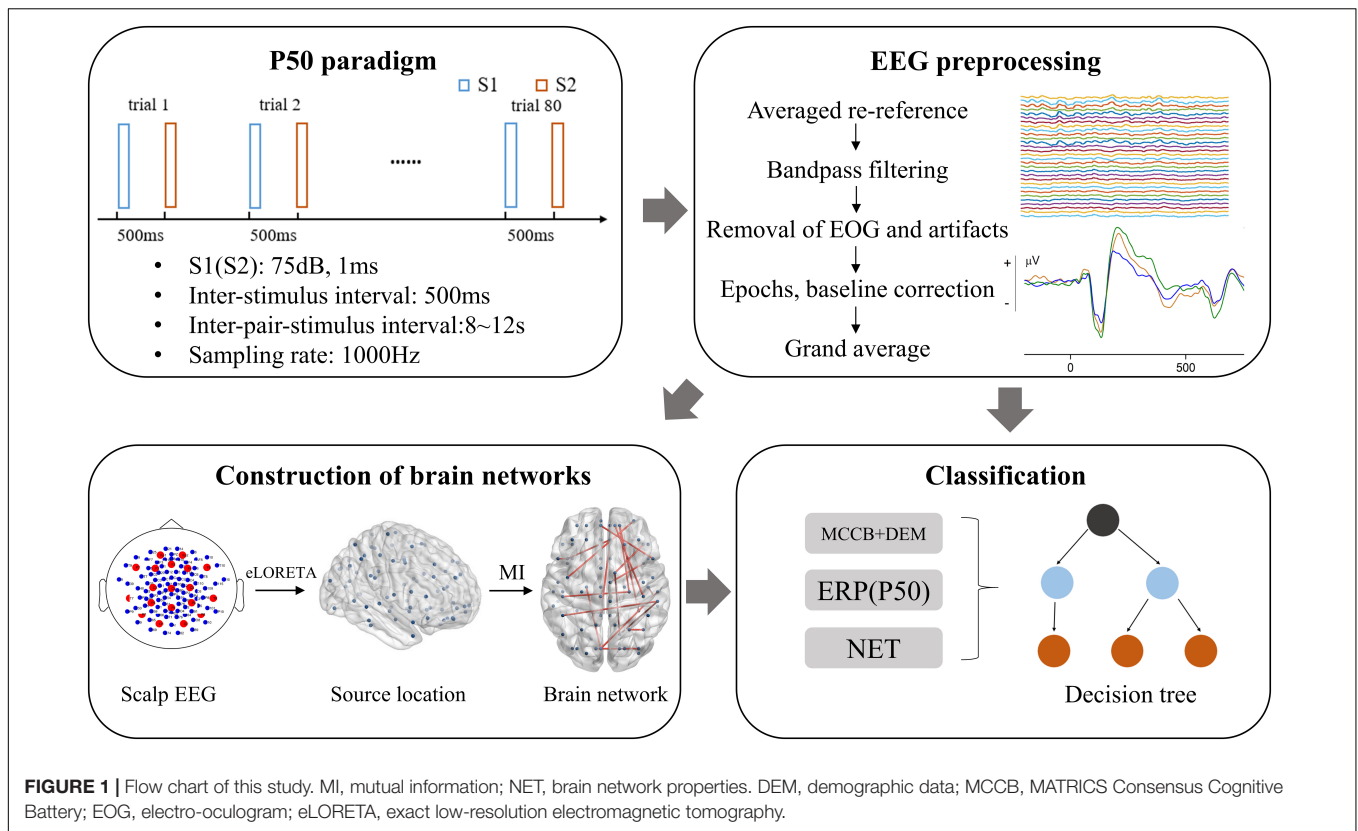 P50 paradigm
S1 S2
trial 1 trial 2 trial 80
......
500ms 500ms 500ms
• S1(S2): 75dB, 1ms
• Inter-stimulus interval: 500ms
• Inter-pair-stimulus interval:8~12s
• Sampling rate: 1000Hz
EEG preprocessing
Averaged re-reference
Bandpass filtering
Removal of EOG and artifacts
Epochs, baseline correction
Grand average
+ μV
-
0 500
Construction of brain networks
eLORETA
MI
Scalp EEG Source location Brain network
Classification
MCCB+DEM
ERP(P50)
NET
Decision tree
FIGURE 1 | Flow chart of this study. MI, mutual information; NET, brain network properties. DEM, demographic data; MCCB, MATRICS Consensus Cognitive
Battery; EOG, electro-oculogram; eLORETA, exact low-resolution electromagnetic tomography.